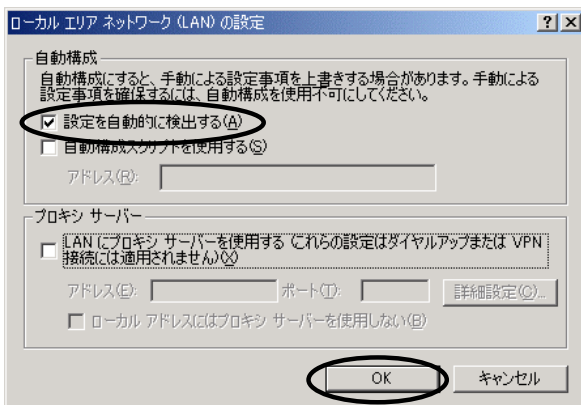 ローカル エリア ネットワーク (LAN) の設定
自動構成
自動構成にすると、手動による設定事項を上書きする場合があります。手動による
設定事項を確保するには、自動構成を使用不可にしてください。
設定を自動的に検出する(A)
自動構成スクリプトを使用する(S)
アドレス(R):
プロキシ サーバー
LAN にプロキシ サーバーを使用する (これらの設定はダイヤルアップまたは VPN
接続には適用されません)(X)
アドレス(E): ポート(T): 詳細設定(C)...
ローカル アドレスにはプロキシ サーバーを使用しない(B)
OK キャンセル